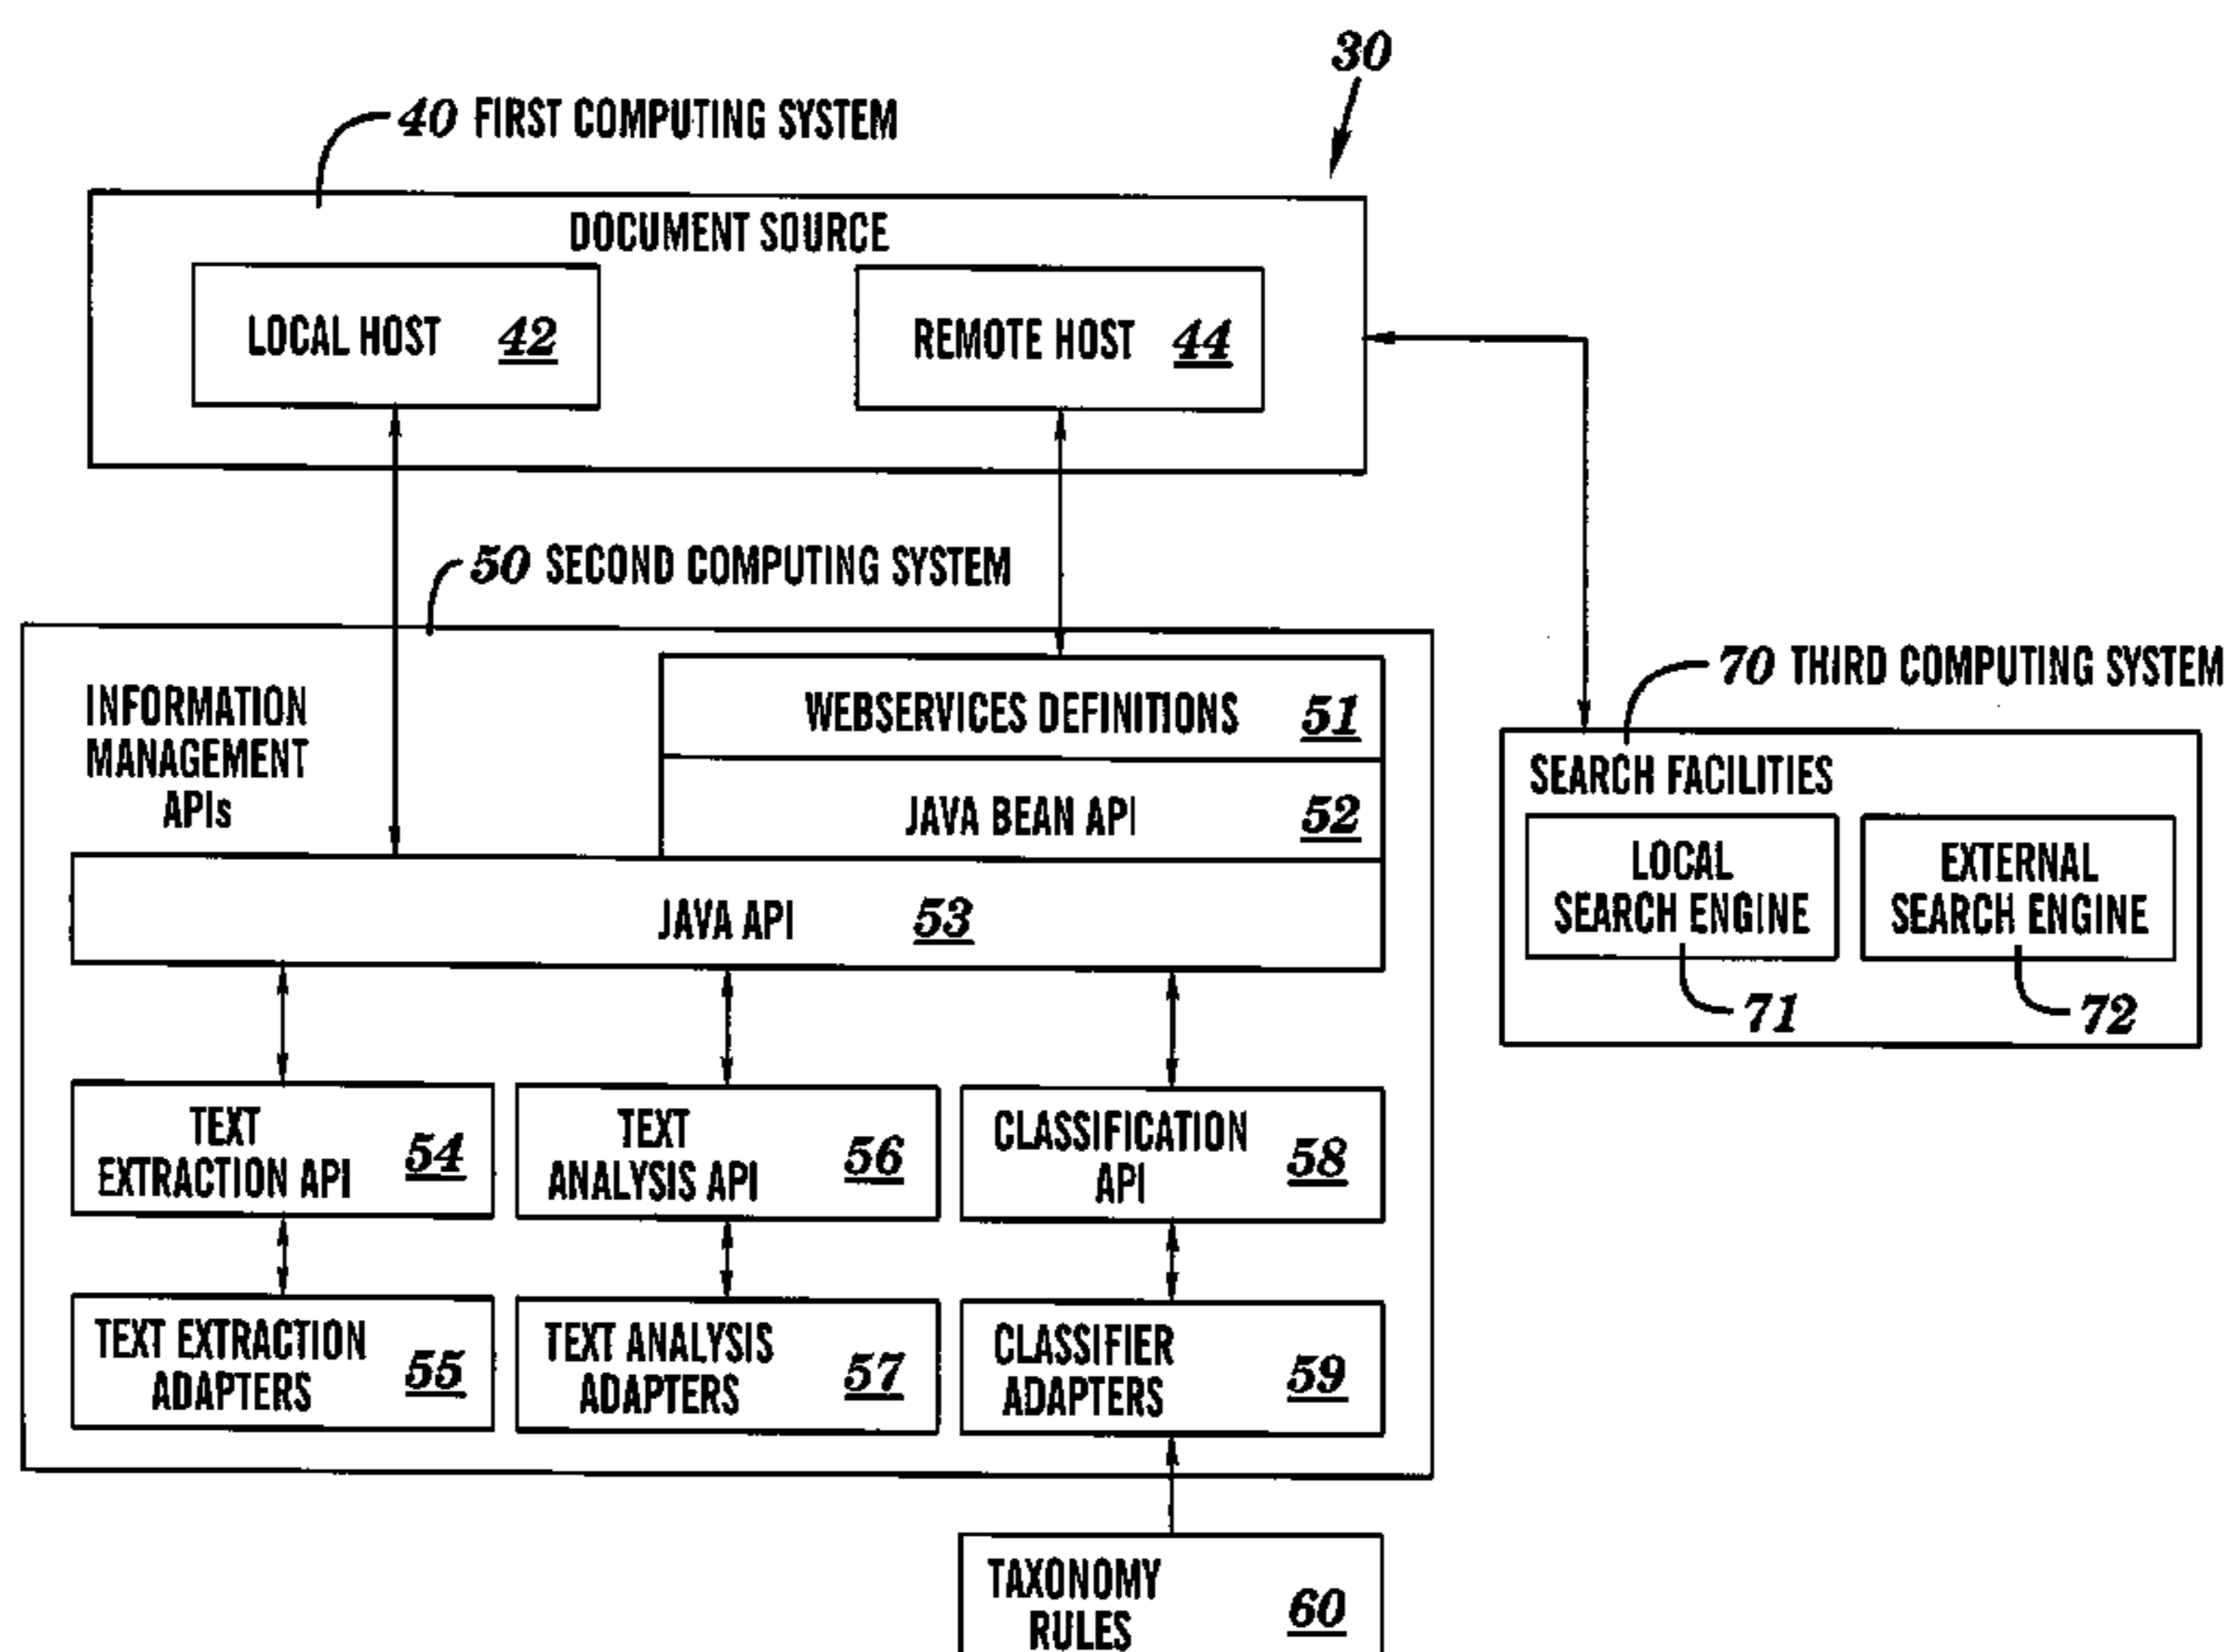 30
40 FIRST COMPUTING SYSTEM
DOCUMENT SOURCE
LOCAL HOST 42
REMOTE HOST 44
50 SECOND COMPUTING SYSTEM
INFORMATION
MANAGEMENT
APIs
WEBSERVICES DEFINITIONS 51
JAVA BEAN API 52
JAVA API 53
TEXT
EXTRACTION API 54
TEXT
ANALYSIS API 56
CLASSIFICATION
API 58
TEXT EXTRACTION
ADAPTERS 55
TEXT ANALYSIS
ADAPTERS 57
CLASSIFIER
ADAPTERS 59
TAXONOMY
RULES 60
70 THIRD COMPUTING SYSTEM
SEARCH FACILITIES
LOCAL
SEARCH ENGINE
71
EXTERNAL
SEARCH ENGINE
72